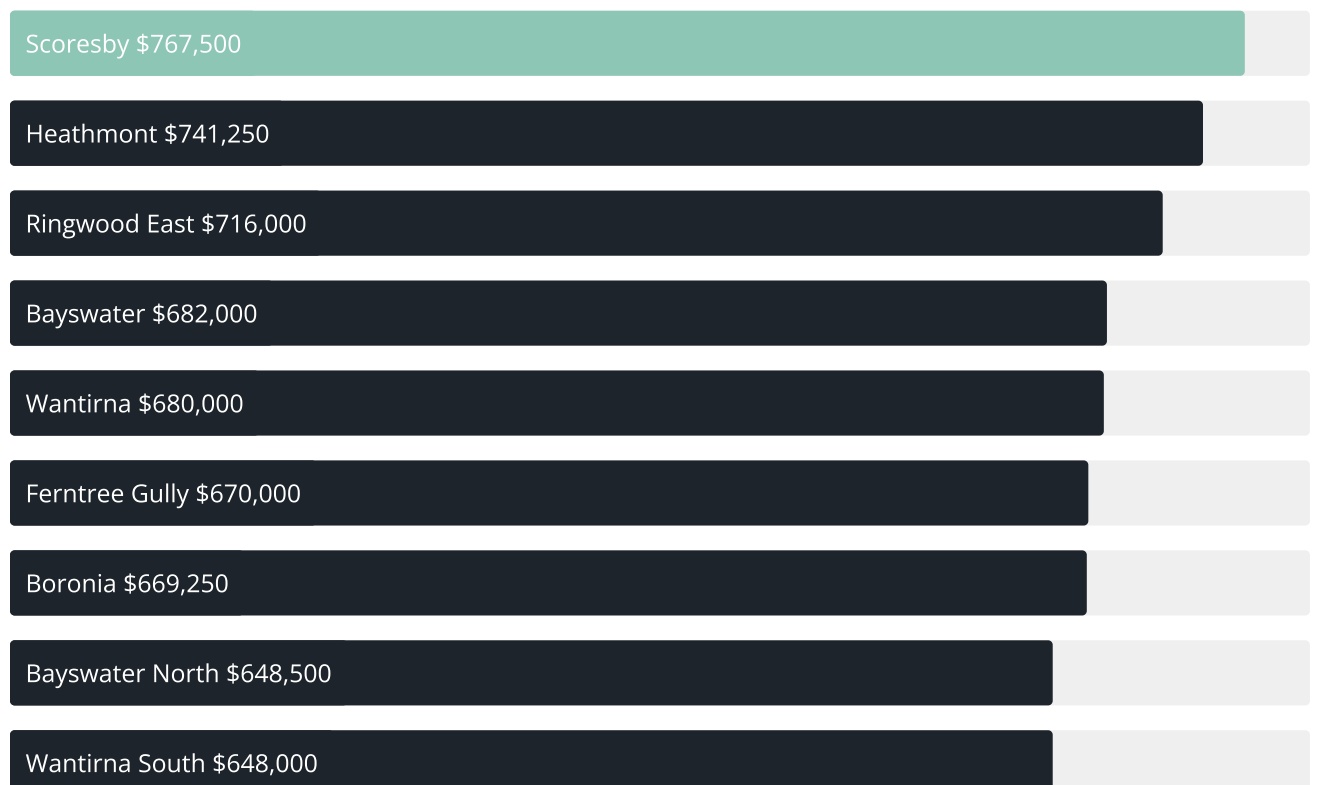 Scoresby $767,500
Heathmont $741,250
Ringwood East $716,000
Bayswater $682,000
Wantirna $680,000
Ferntree Gully $670,000
Boronia $669,250
Bayswater North $648,500
Wantirna South $648,000